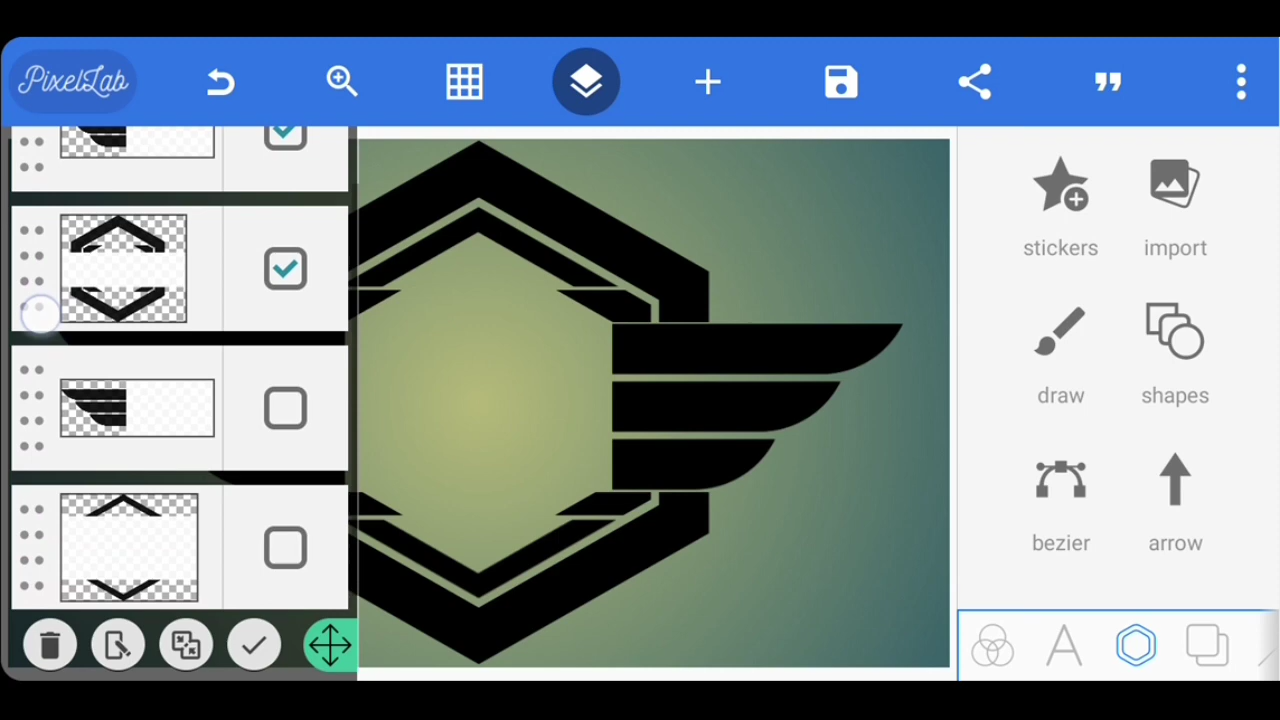 PixelLab
stickers
import
draw
shapes
bezier
arrow